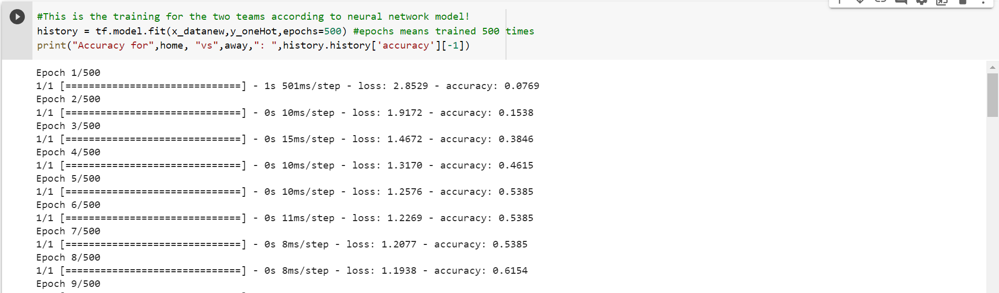 #This is the training for the two teams according to neural network model!
history = tf.model.fit(x_datanew,y_oneHot,epochs=500) #epochs means trained 500 times
print("Accuracy for",home, "vs",away,": ",history.history['accuracy'][-1])
Epoch 1/500
1/1 [==============================] - 1s 501ms/step - loss: 2.8529 - accuracy: 0.0769
Epoch 2/500
1/1 [==============================] - 0s 10ms/step - loss: 1.9172 - accuracy: 0.1538
Epoch 3/500
1/1 [==============================] - 0s 15ms/step - loss: 1.4672 - accuracy: 0.3846
Epoch 4/500
1/1 [==============================] - 0s 10ms/step - loss: 1.3170 - accuracy: 0.4615
Epoch 5/500
1/1 [==============================] - 0s 10ms/step - loss: 1.2576 - accuracy: 0.5385
Epoch 6/500
1/1 [==============================] - 0s 11ms/step - loss: 1.2269 - accuracy: 0.5385
Epoch 7/500
1/1 [==============================] - 0s 8ms/step - loss: 1.2077 - accuracy: 0.5385
Epoch 8/500
1/1 [==============================] - 0s 8ms/step - loss: 1.1938 - accuracy: 0.6154
Epoch 9/500